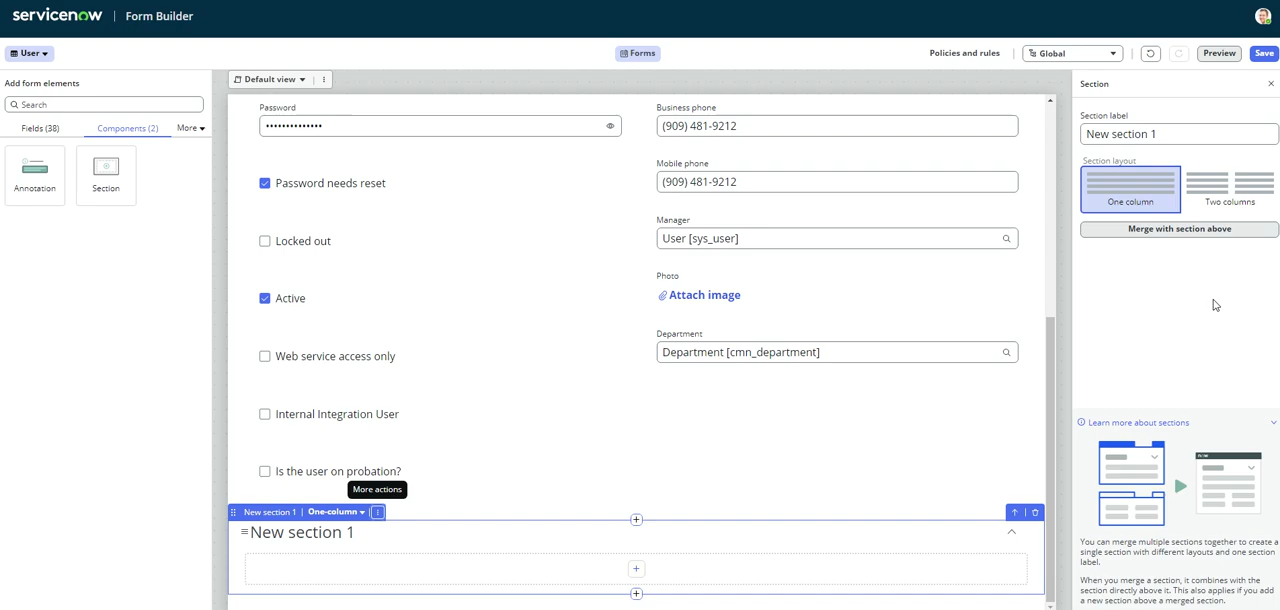 servicenow | Form Builder
User
Forms
Policies and rules
Global
Preview
Save
Add form elements
Search
Fields (38)
Components (2)
More
Annotation
Section
Default view
Password
••••••••••••••
Password needs reset
Locked out
Active
Web service access only
Internal Integration User
Is the user on probation?
More actions
Business phone
(909) 481-9212
Mobile phone
(909) 481-9212
Manager
User [sys_user]
Photo
Attach image
Department
Department [cmn_department]
New section 1 | One-column
New section 1
Section
Section label
New section 1
Section layout
One column
Two columns
Merge with section above
Learn more about sections
You can merge multiple sections together to create a
single section with different layouts and one section
label.
When you merge a section, it combines with the
section directly above it. This also applies if you add
a new section above a merged section.